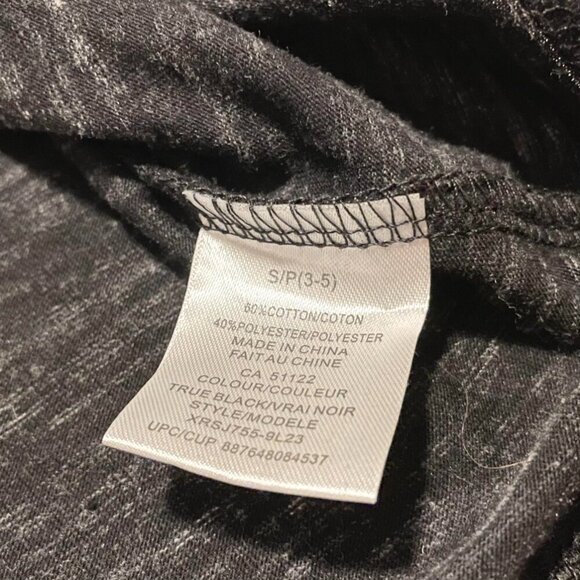 S/P(3-5)
60%COTTON/COTON
40%POLYESTER/POLYESTER
MADE IN CHINA
FAIT AU CHINE
CA 51122
COLOUR/COULEUR
TRUE BLACK/VRAI NOIR
STYLE/MODELE
XRSJ755-9L23
UPC/CUP 887648084537